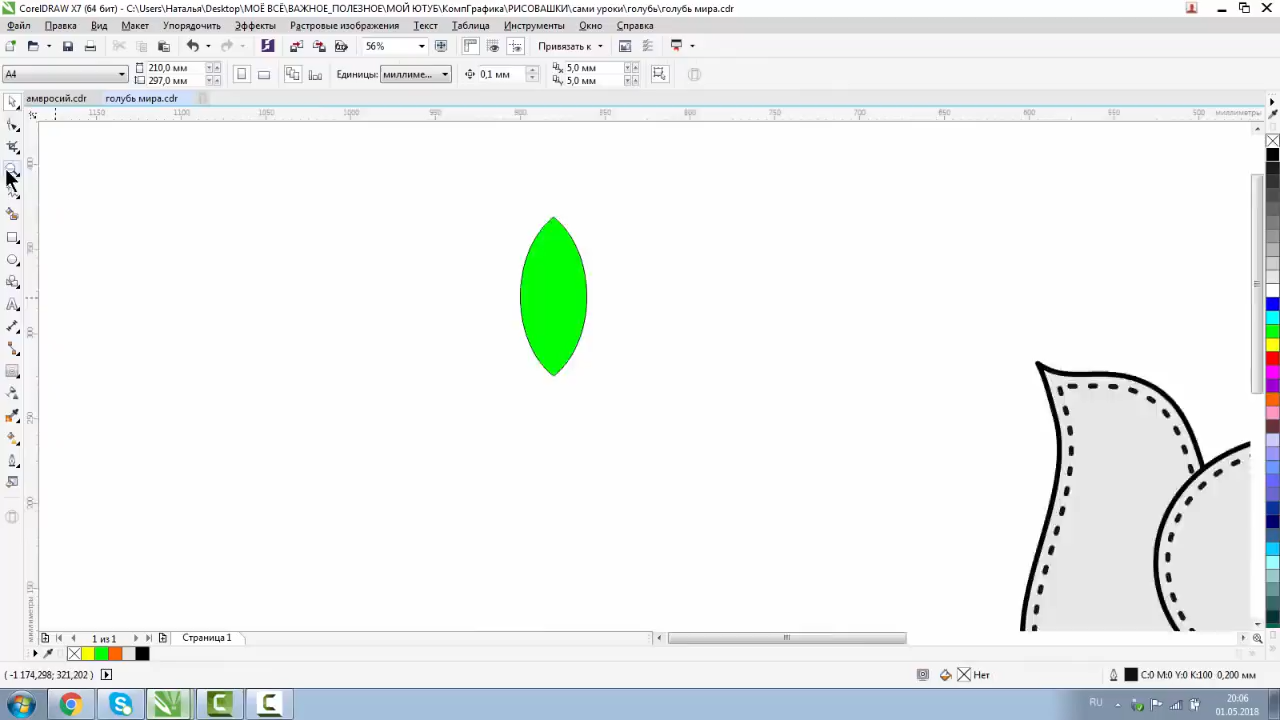 CorelDRAW X7 (64 бит) - C:\Users\Наталья\Desktop\МОЁ ВСЁ\ВАЖНОЕ_ПОЛЕЗНОЕ\МОЙ ЮТУБ\КомпГрафика\РИСОВАШКИ\сами уроки\голубь\голубь мира.cdr
Файл Правка Вид Макет Упорядочить Эффекты Растровые изображения Текст Таблица Инструменты Окно Справка
56% Привязать к
A4 210,0 мм 297,0 мм Единицы: миллиме... 0,1 мм 5,0 мм 5,0 мм
амвросий.cdr голубь мира.cdr
миллиметры
миллиметры
1 из 1 Страница 1
( -1 174,298; 321,202 ) Нет C:0 M:0 Y:0 K:100 0,200 мм
RU 20:06
01.05.2018